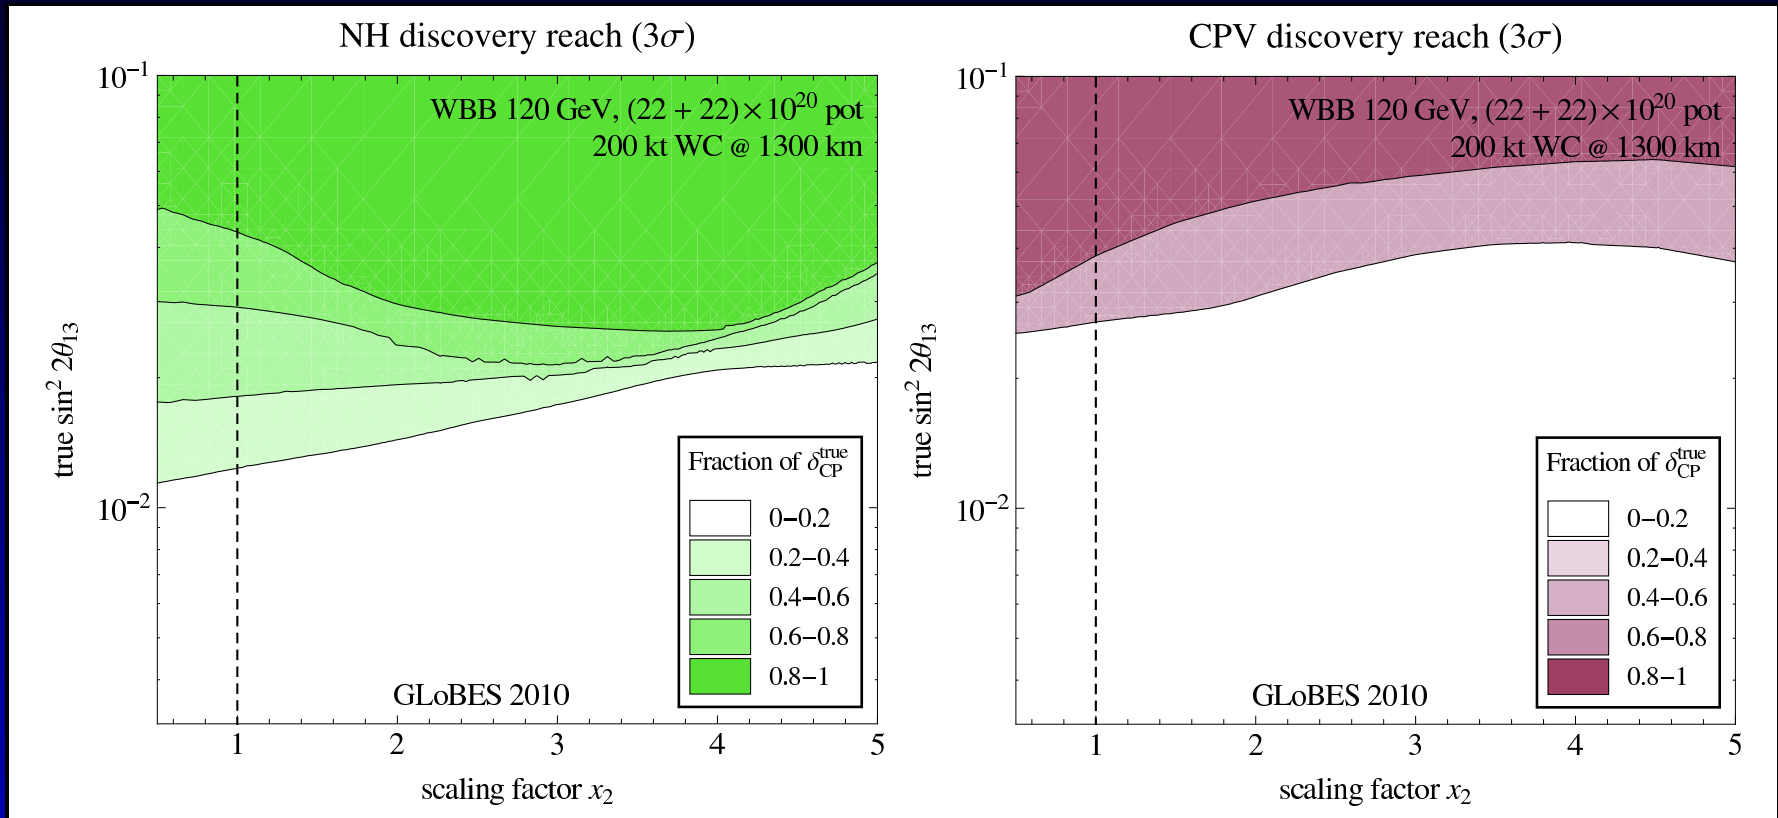 NH discovery reach (3σ)
10⁻¹
WBB 120 GeV, (22 + 22)×10²⁰ pot
200 kt WC @ 1300 km
true sin² 2θ₁₃
10⁻²
Fraction of δ_CP^true
0−0.2
0.2−0.4
0.4−0.6
0.6−0.8
0.8−1
GLoBES 2010
1 2 3 4 5
scaling factor x₂
CPV discovery reach (3σ)
10⁻¹
WBB 120 GeV, (22 + 22)×10²⁰ pot
200 kt WC @ 1300 km
true sin² 2θ₁₃
10⁻²
Fraction of δ_CP^true
0−0.2
0.2−0.4
0.4−0.6
0.6−0.8
0.8−1
GLoBES 2010
1 2 3 4 5
scaling factor x₂